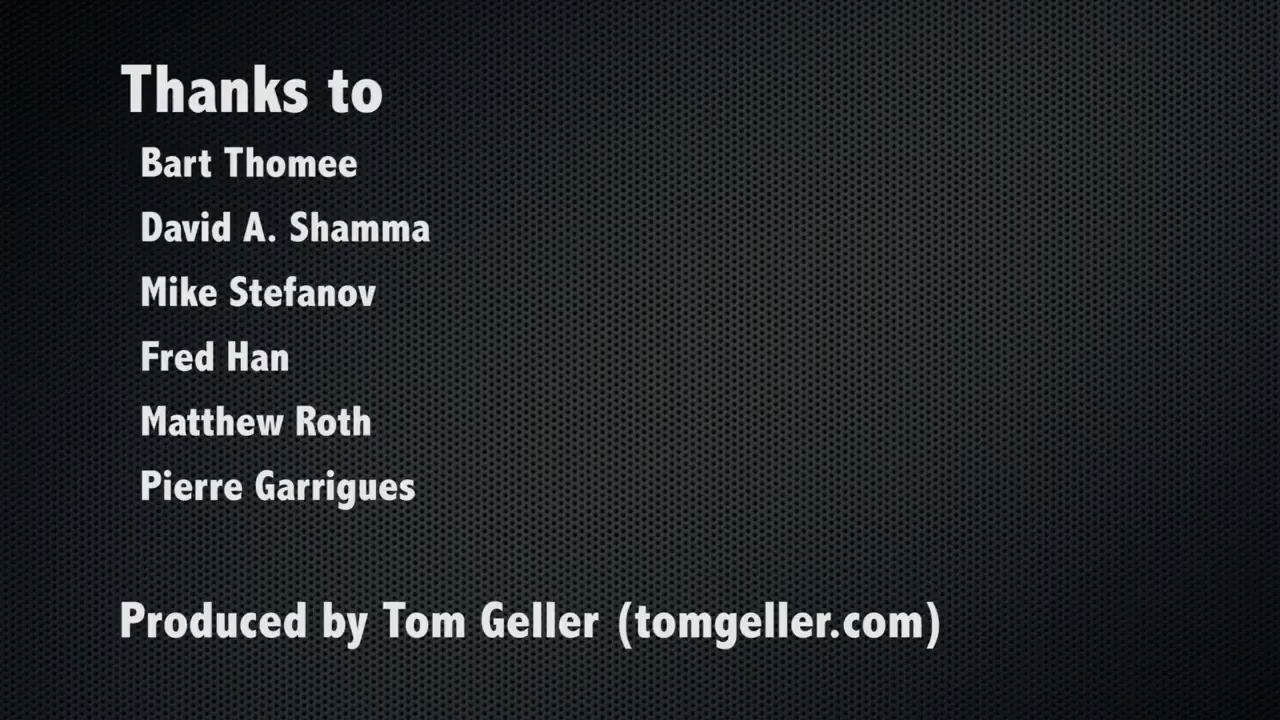 Thanks to
Bart Thomee
David A. Shamma
Mike Stefanov
Fred Han
Matthew Roth
Pierre Garrigues
Produced by Tom Geller (tomgeller.com)